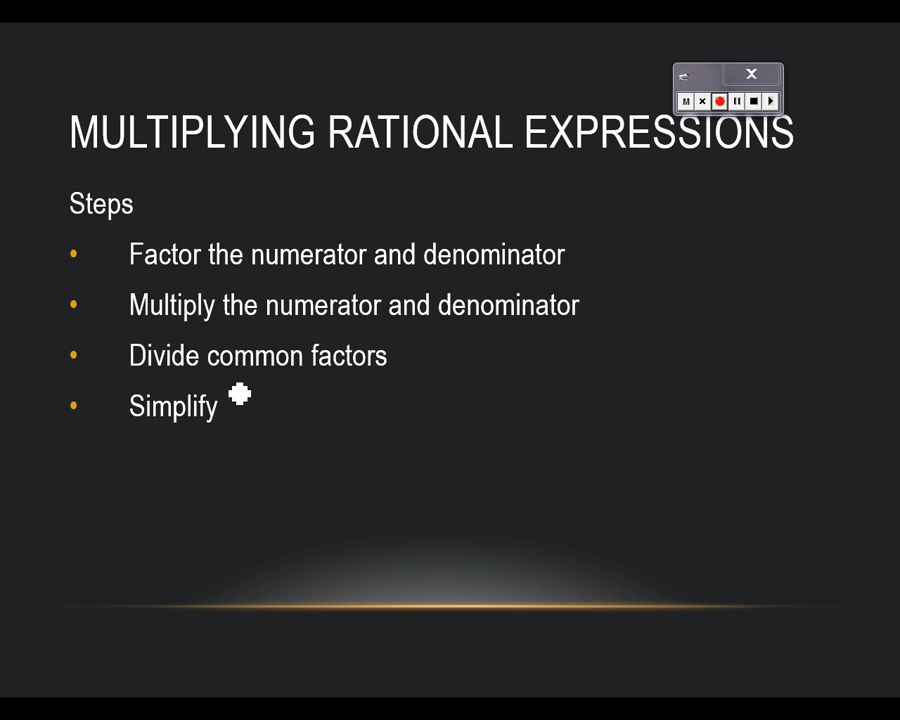 X
M
MULTIPLYING RATIONAL EXPRESSIONS
Steps
• Factor the numerator and denominator
• Multiply the numerator and denominator
• Divide common factors
• Simplify